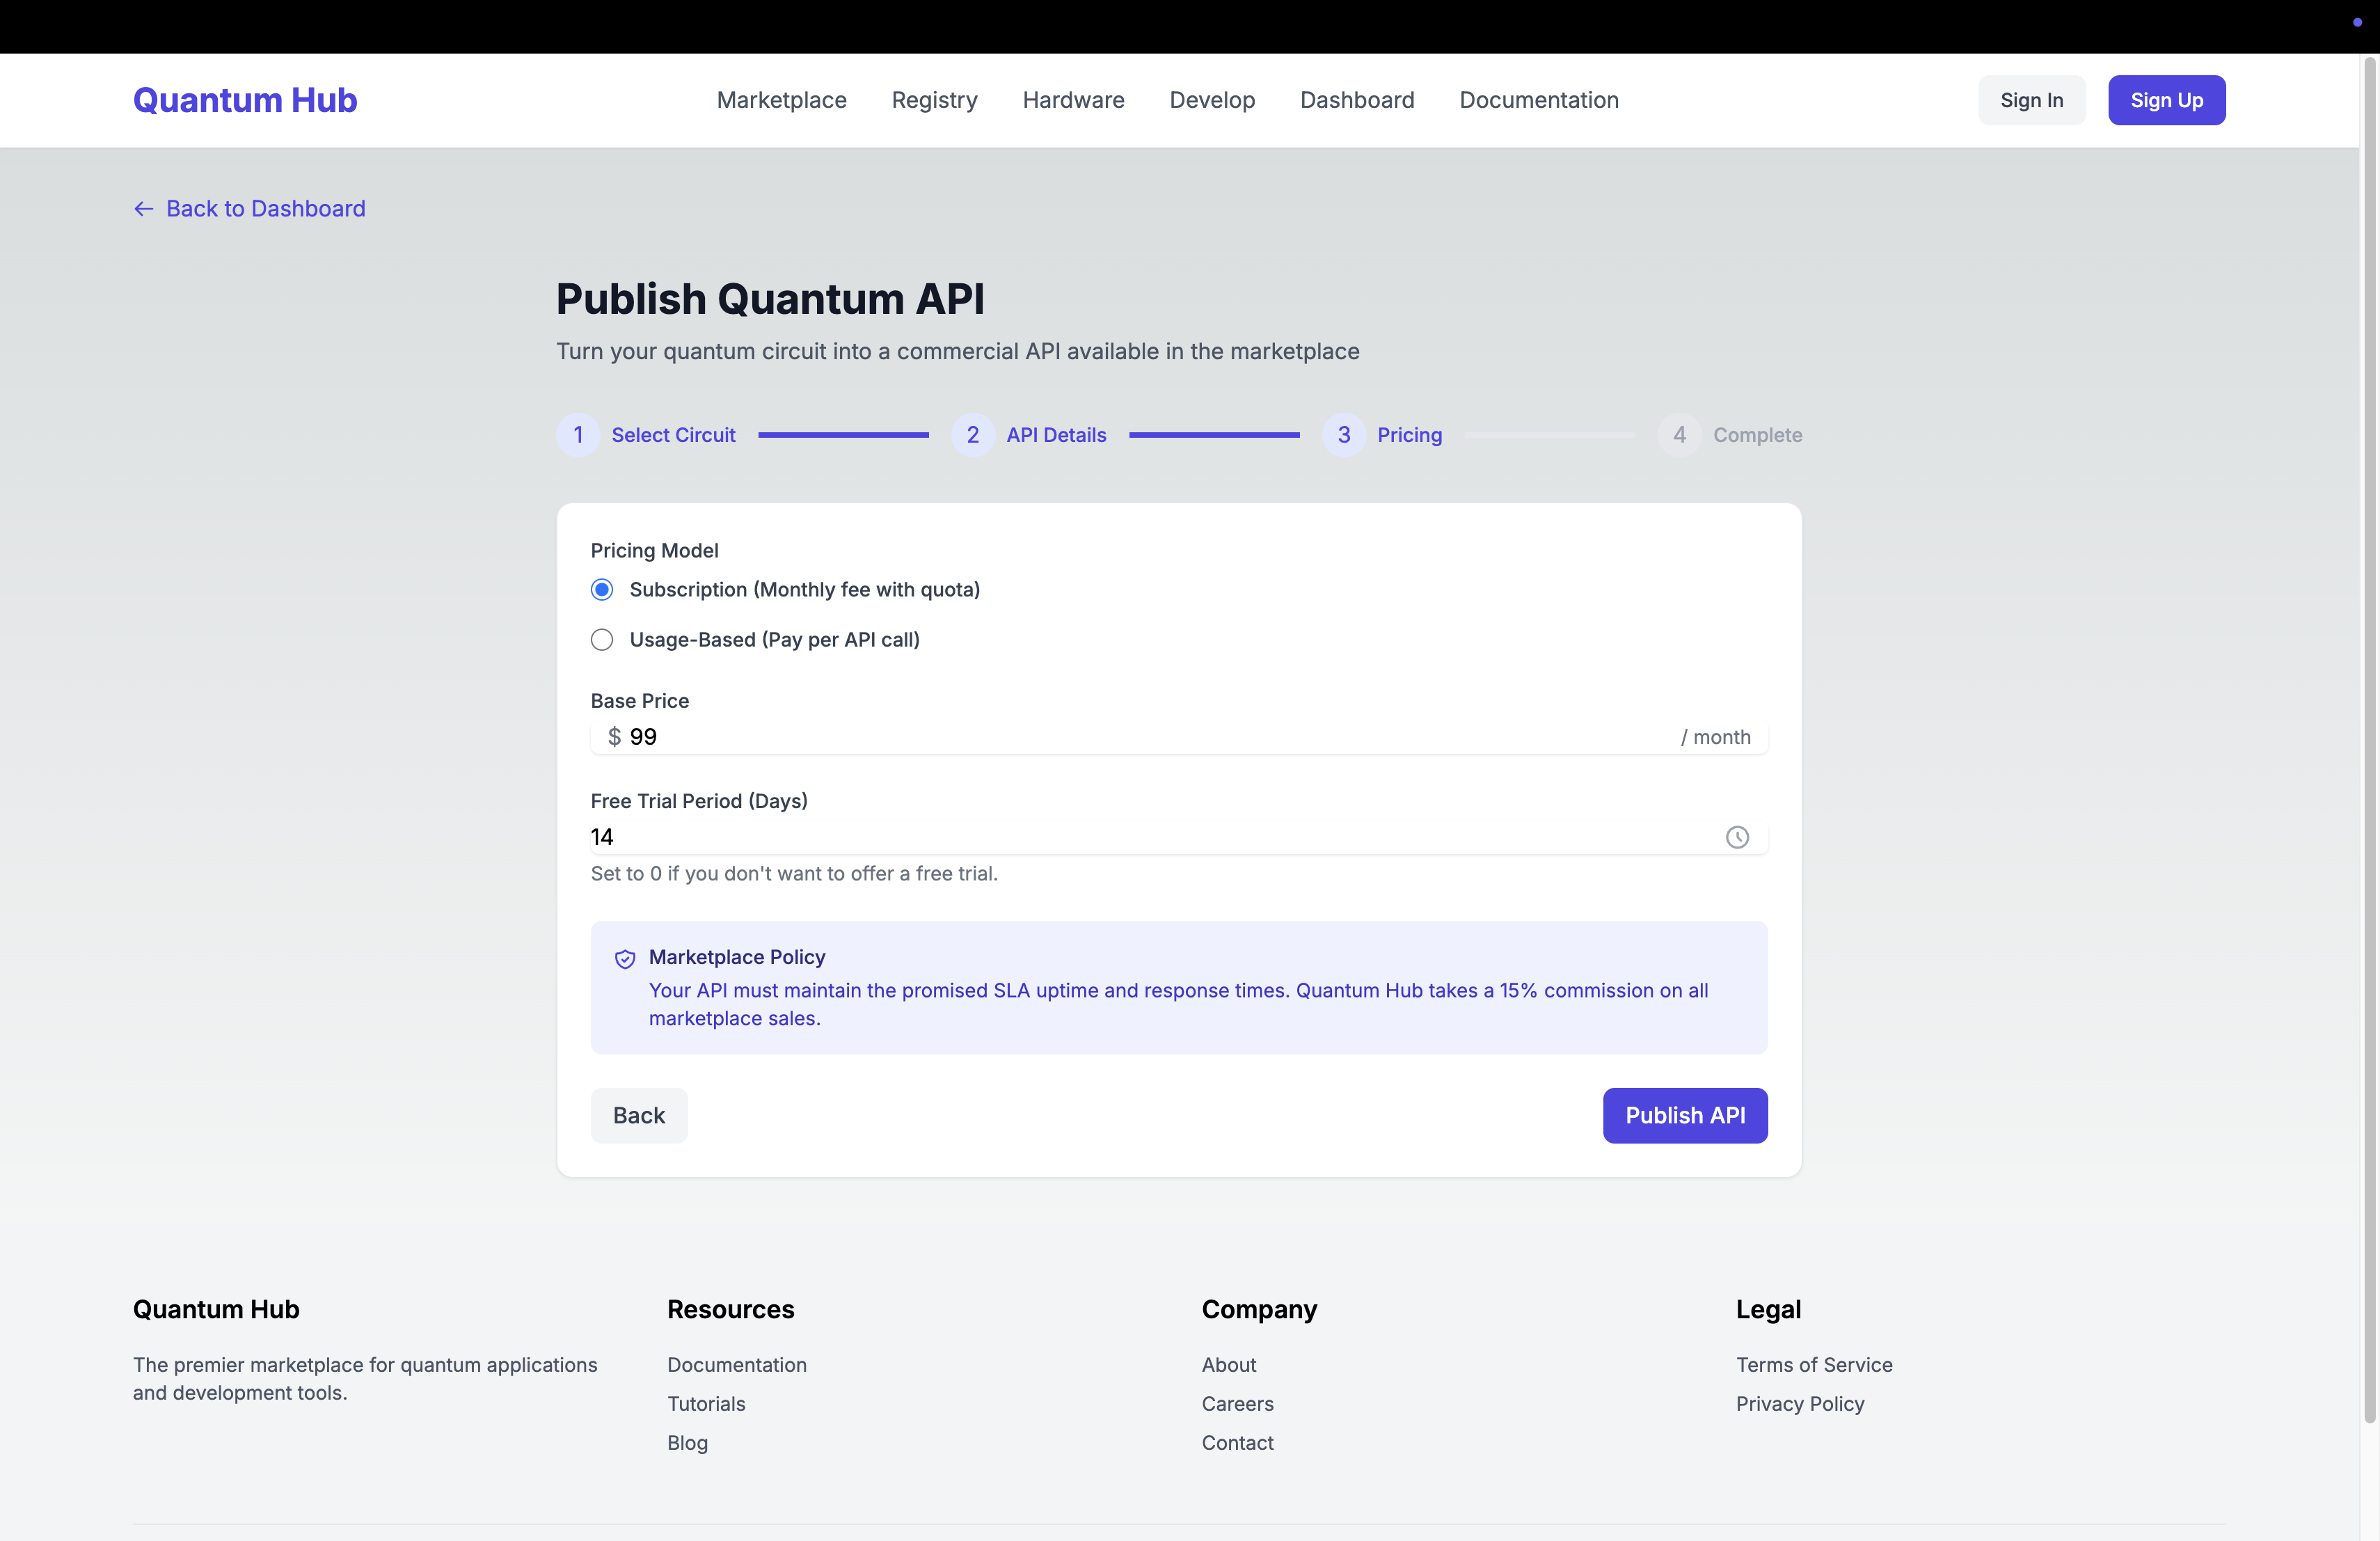 Quantum Hub
Marketplace
Registry
Hardware
Develop
Dashboard
Documentation
Sign In
Sign Up
← Back to Dashboard
Publish Quantum API
Turn your quantum circuit into a commercial API available in the marketplace
1 Select Circuit
2 API Details
3 Pricing
4 Complete
Pricing Model
Subscription (Monthly fee with quota)
Usage-Based (Pay per API call)
Base Price
$ 99 / month
Free Trial Period (Days)
14
Set to 0 if you don't want to offer a free trial.
Marketplace Policy
Your API must maintain the promised SLA uptime and response times. Quantum Hub takes a 15% commission on all
marketplace sales.
Back
Publish API
Quantum Hub
The premier marketplace for quantum applications
and development tools.
Resources
Documentation
Tutorials
Blog
Company
About
Careers
Contact
Legal
Terms of Service
Privacy Policy